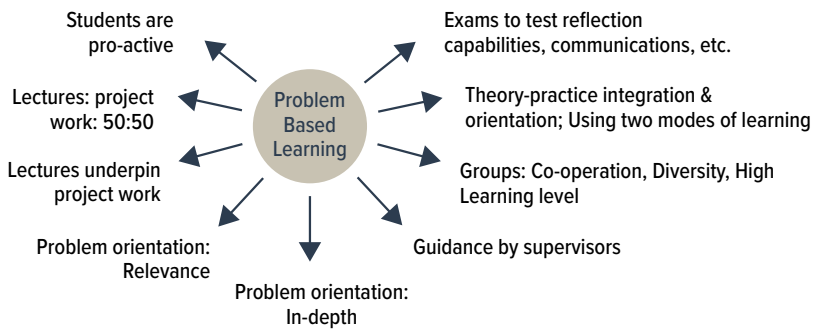 Students are
pro-active
Exams to test reflection
capabilities, communications, etc.
Lectures: project
work: 50:50
Problem
Based
Learning
Theory-practice integration &
orientation; Using two modes of learning
Lectures underpin
project work
Groups: Co-operation, Diversity, High
Learning level
Problem orientation:
Relevance
Guidance by supervisors
Problem orientation:
In-depth